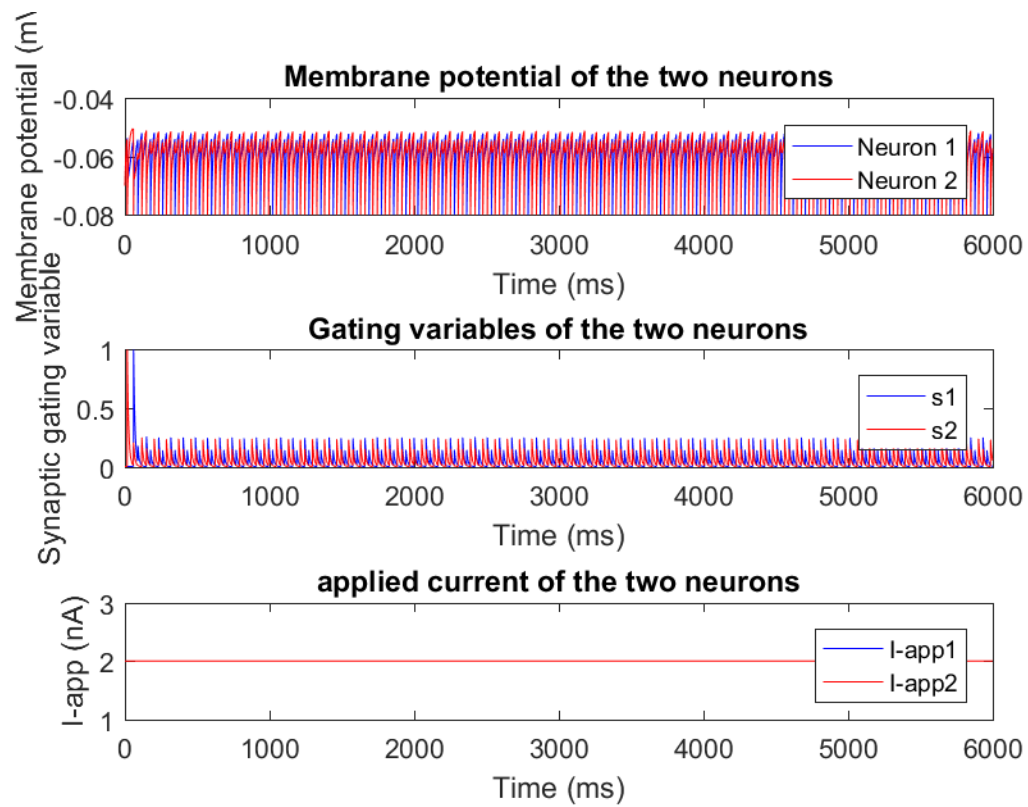 Membrane potential of the two neurons
Membrane potential (mV
-0.04
-0.06
-0.08
Neuron 1
Neuron 2
0 1000 2000 3000 4000 5000 6000
Time (ms)
Gating variables of the two neurons
Synaptic gating variable
1
0.5
0
s1
s2
0 1000 2000 3000 4000 5000 6000
Time (ms)
applied current of the two neurons
I-app (nA)
3
2
1
I-app1
I-app2
0 1000 2000 3000 4000 5000 6000
Time (ms)